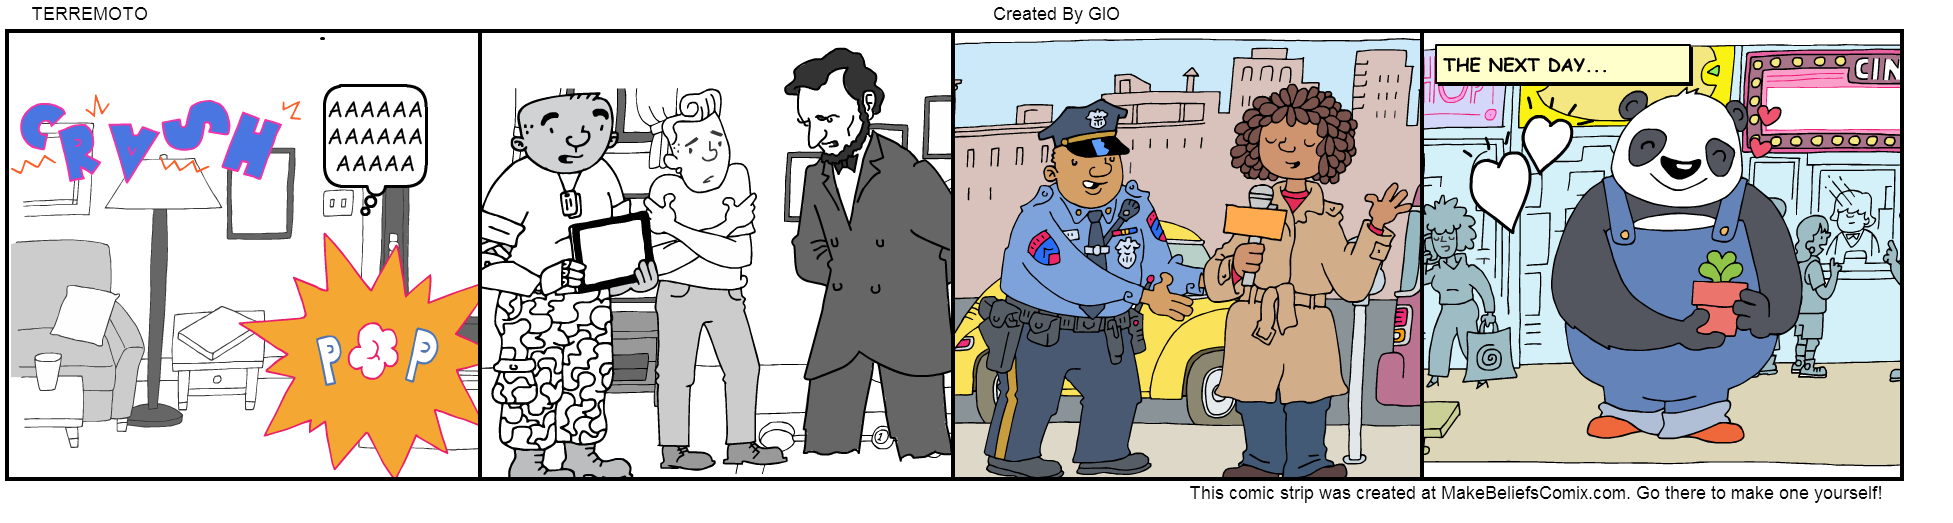 TERREMOTO
Created By GIO
CRASH
AAAAAA
AAAAAA
AAAAA
POP
THE NEXT DAY...
CIN
This comic strip was created at MakeBeliefsComix.com. Go there to make one yourself!